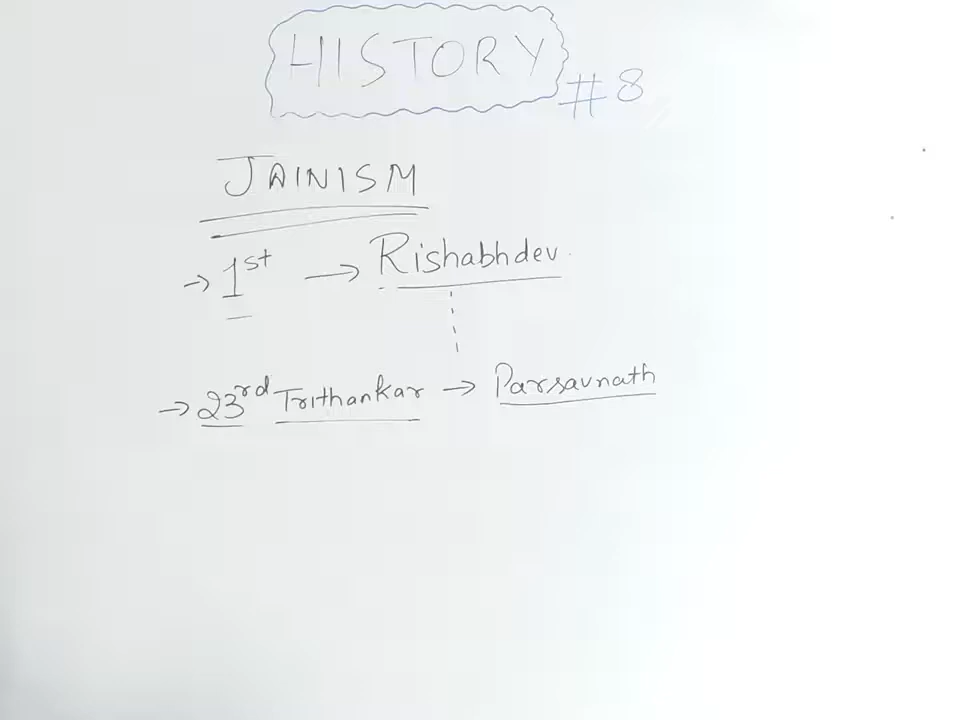 HISTORY #8
JAINISM
→ 1st → Rishabhdev
→ 23rd Trithankar → Parsavnath